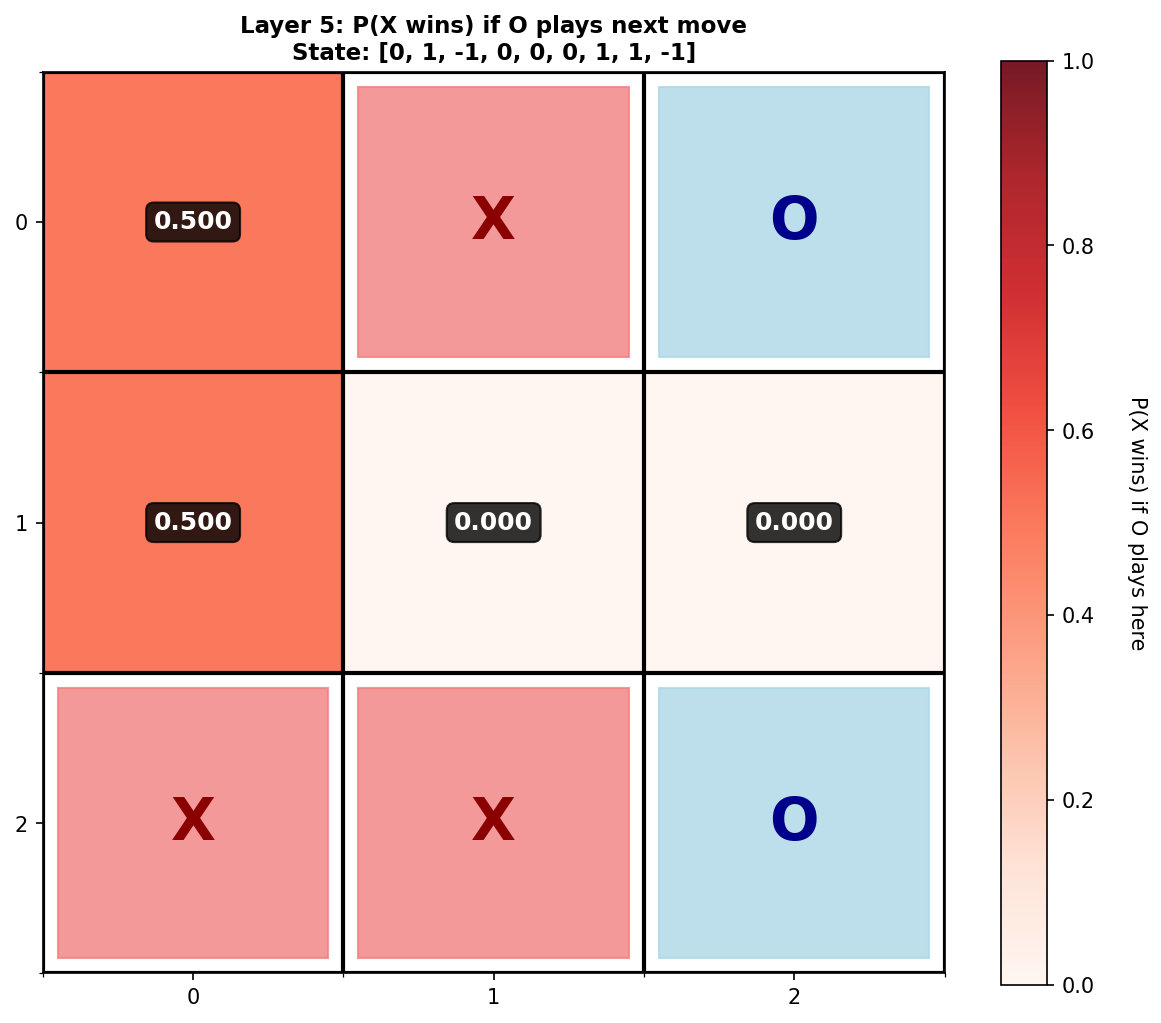 Layer 5: P(X wins) if O plays next move
State: [0, 1, -1, 0, 0, 0, 1, 1, -1]
0
0.500
X
O
1
0.500
0.000
0.000
2
X
X
O
0
1
2
1.0
0.8
0.6
0.4
0.2
0.0
P(X wins) if O plays here